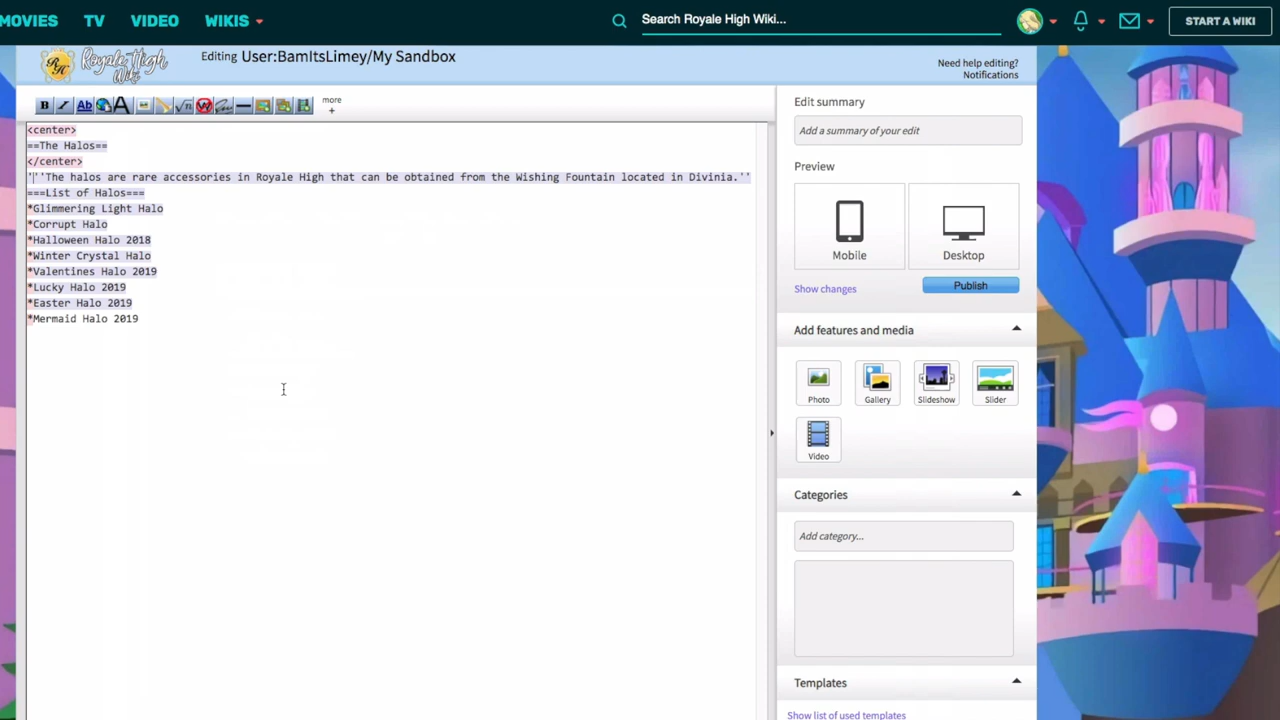 MOVIES TV VIDEO WIKIS Search Royale High Wiki... START A WIKI
RH Royale High Wiki Editing User:BamItsLimey/My Sandbox
Need help editing?
Notifications
B Ab A √n W more
+
<center>
==The Halos==
</center>
'''The halos are rare accessories in Royale High that can be obtained from the Wishing Fountain located in Divinia.''
===List of Halos===
*Glimmering Light Halo
*Corrupt Halo
*Halloween Halo 2018
*Winter Crystal Halo
*Valentines Halo 2019
*Lucky Halo 2019
*Easter Halo 2019
*Mermaid Halo 2019
Edit summary
Add a summary of your edit
Preview
Mobile Desktop
Show changes Publish
Add features and media
Photo Gallery Slideshow Slider
Video
Categories
Add category...
Templates
Show list of used templates